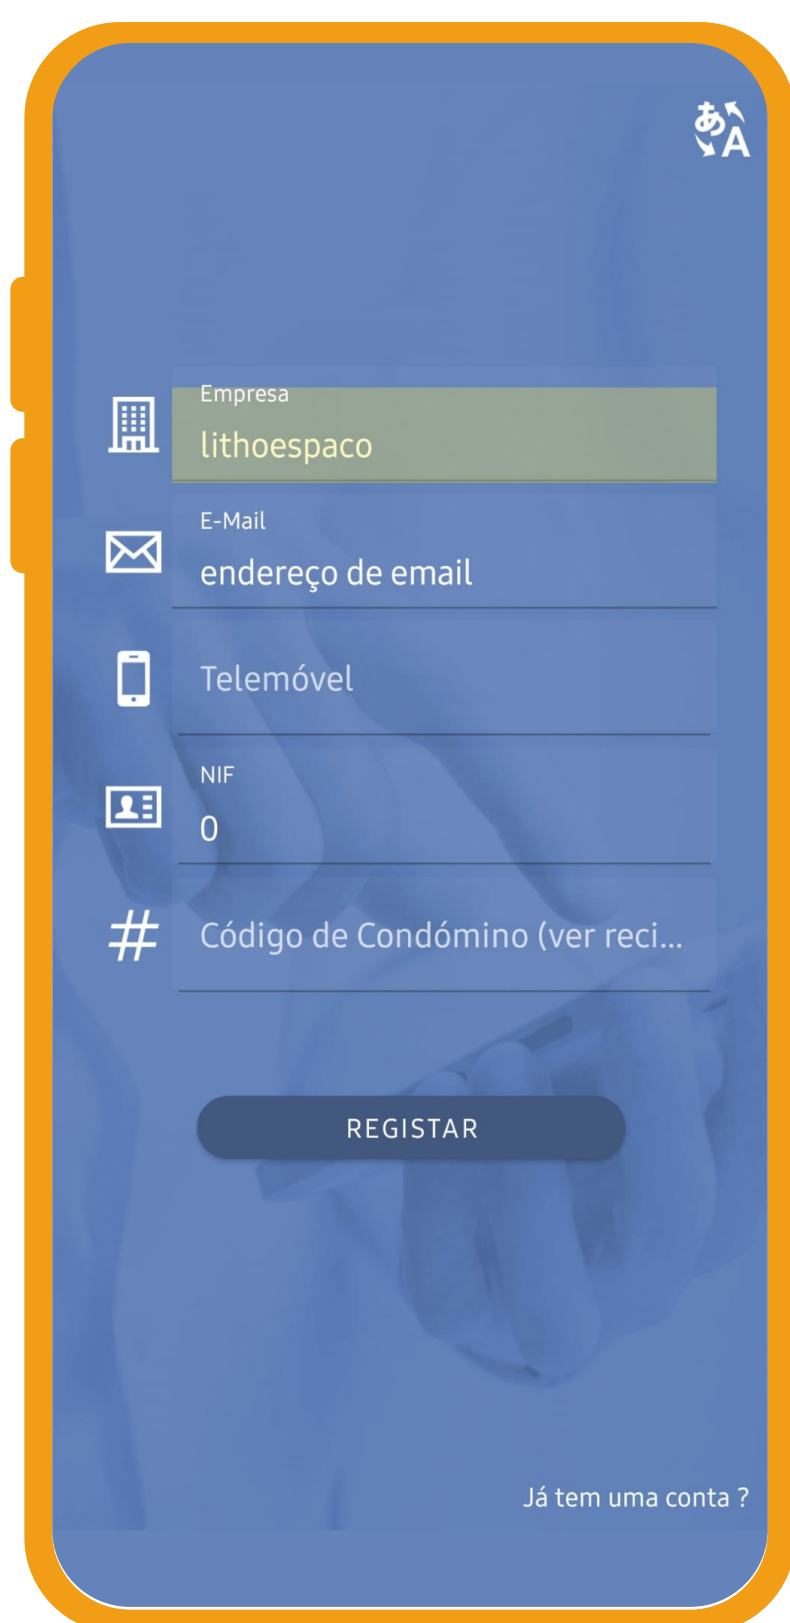 Empresa
lithoespaco
E-Mail
endereço de email
Telemóvel
NIF
0
Código de Condómino (ver reci...
REGISTAR
Já tem uma conta ?